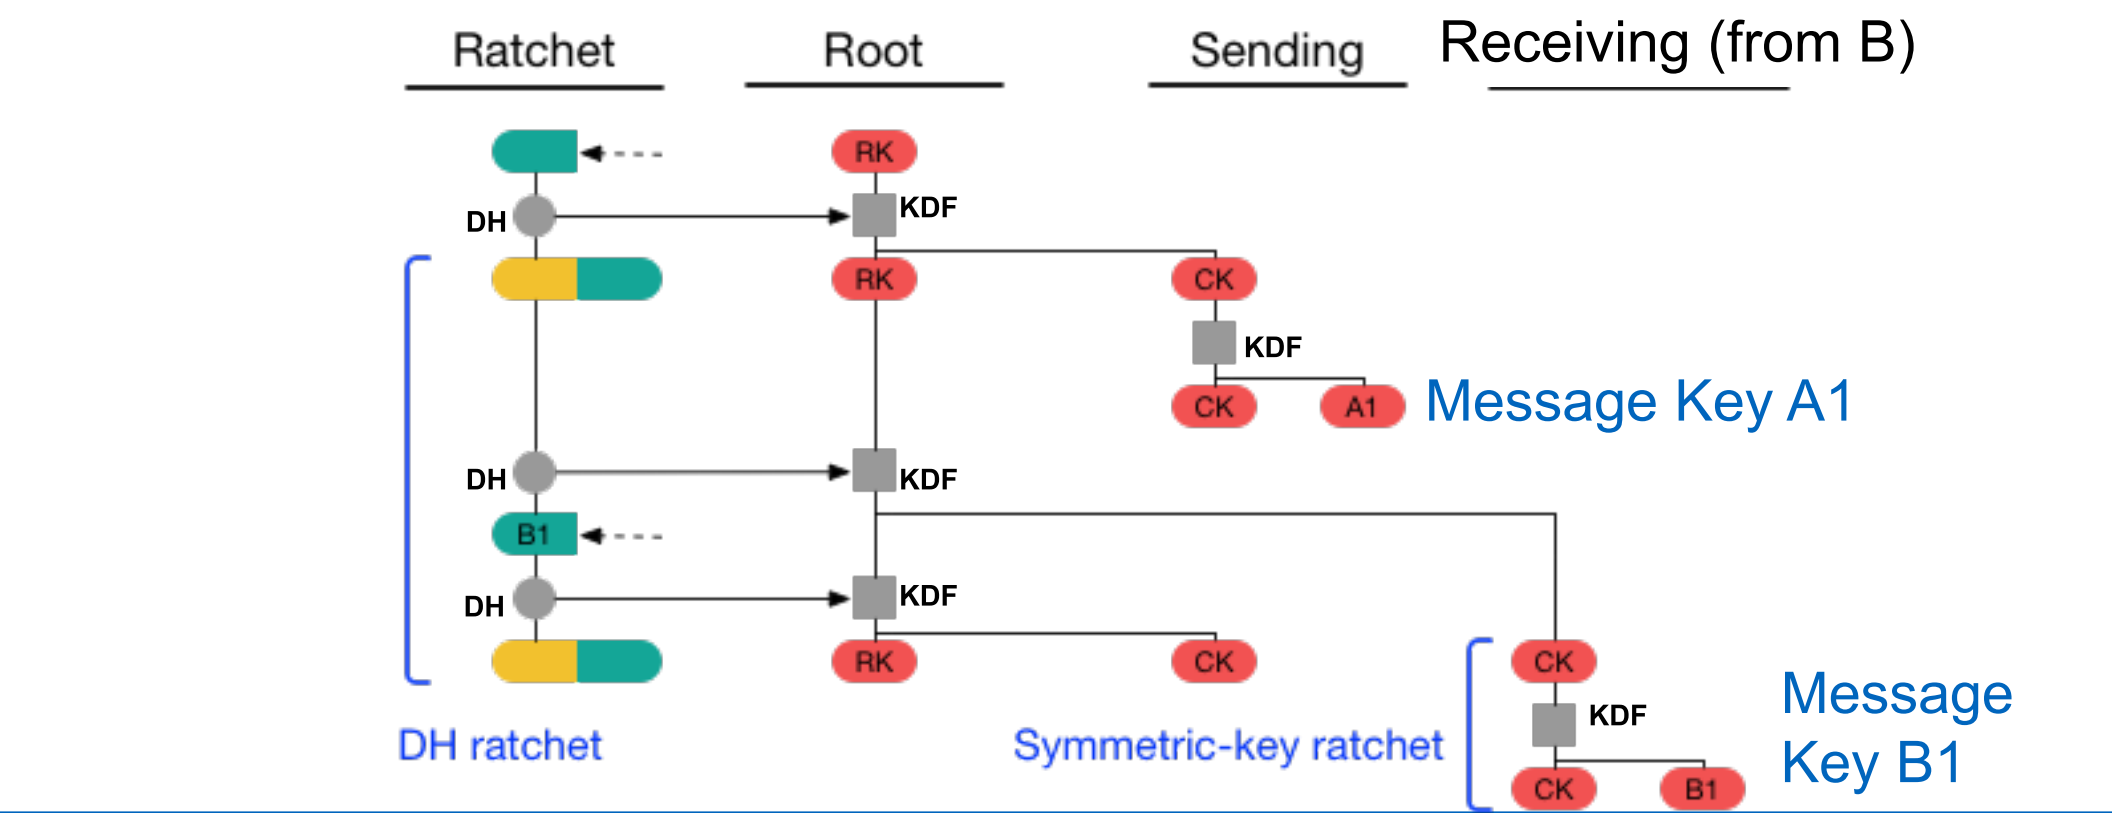 Ratchet
Root
Sending
Receiving (from B)
RK
DH
KDF
RK
CK
KDF
CK
A1
Message Key A1
DH
KDF
B1
DH
KDF
RK
CK
CK
DH ratchet
Symmetric-key ratchet
KDF
Message
Key B1
CK
B1